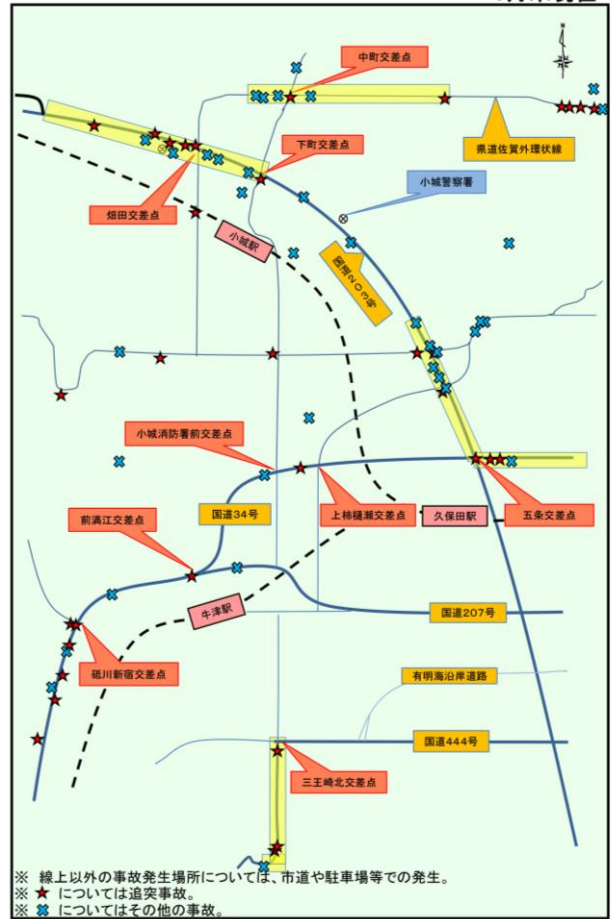 中町交差点
県道佐賀外環状線
下町交差点
小城警察署
畑田交差点
小城駅
国道203号
小城消防署前交差点
国道34号
上柿樋瀬交差点
久保田駅
五条交差点
前満江交差点
牛津駅
国道207号
砥川新宿交差点
有明海沿岸道路
国道444号
三王崎北交差点
※ 線上以外の事故発生場所については、市道や駐車場等での発生。
※ ★ については追突事故。
※ ✖ についてはその他の事故。